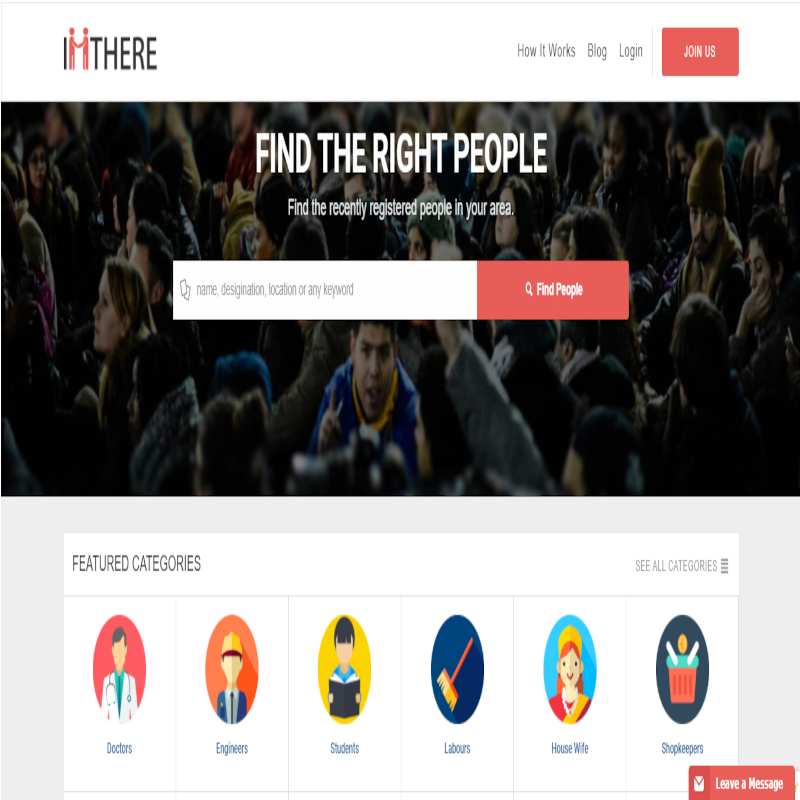 IMTHERE
How It Works Blog Login JOIN US
FIND THE RIGHT PEOPLE
Find the recently registered people in your area.
name, desigination, location or any keyword Find People
FEATURED CATEGORIES SEE ALL CATEGORIES
Doctors Engineers Students Labours House Wife Shopkeepers
Leave a Message